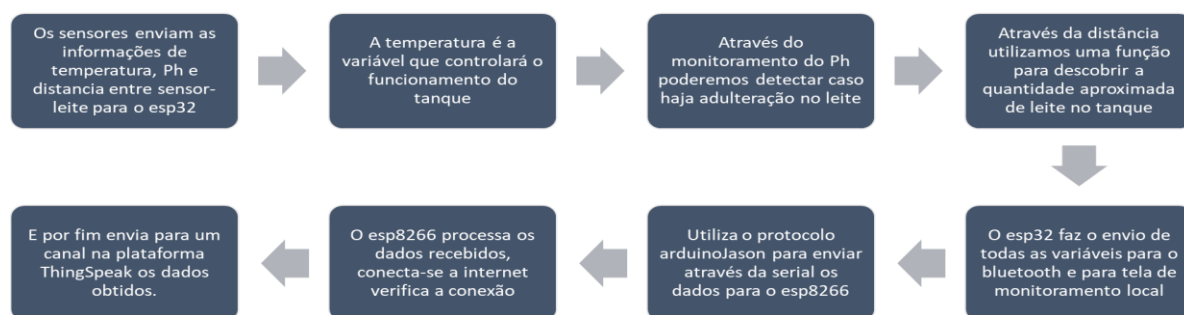 Os sensores enviam as
informações de
temperatura, Ph e
distancia entre sensor-
leite para o esp32
A temperatura é a
variável que controlará o
funcionamento do
tanque
Através do
monitoramento do Ph
poderemos detectar caso
haja adulteração no leite
Através da distância
utilizamos uma função
para descobrir a
quantidade aproximada
de leite no tanque
O esp32 faz o envio de
todas as variáveis para o
bluetooth e para tela de
monitoramento local
Utiliza o protocolo
arduinoJason para enviar
através da serial os
dados para o esp8266
O esp8266 processa os
dados recebidos,
conecta-se a internet
verifica a conexão
E por fim envia para um
canal na plataforma
ThingSpeak os dados
obtidos.